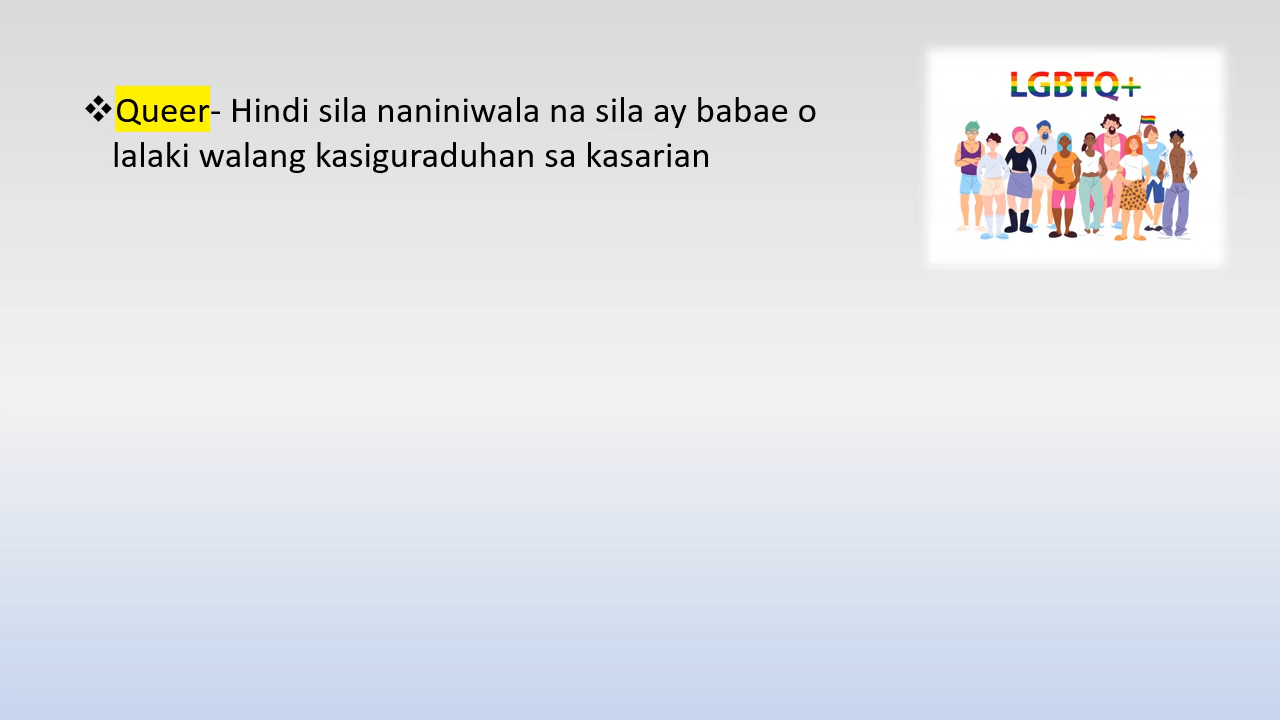 ❖Queer- Hindi sila naniniwala na sila ay babae o
lalaki walang kasiguraduhan sa kasarian
LGBTQ+